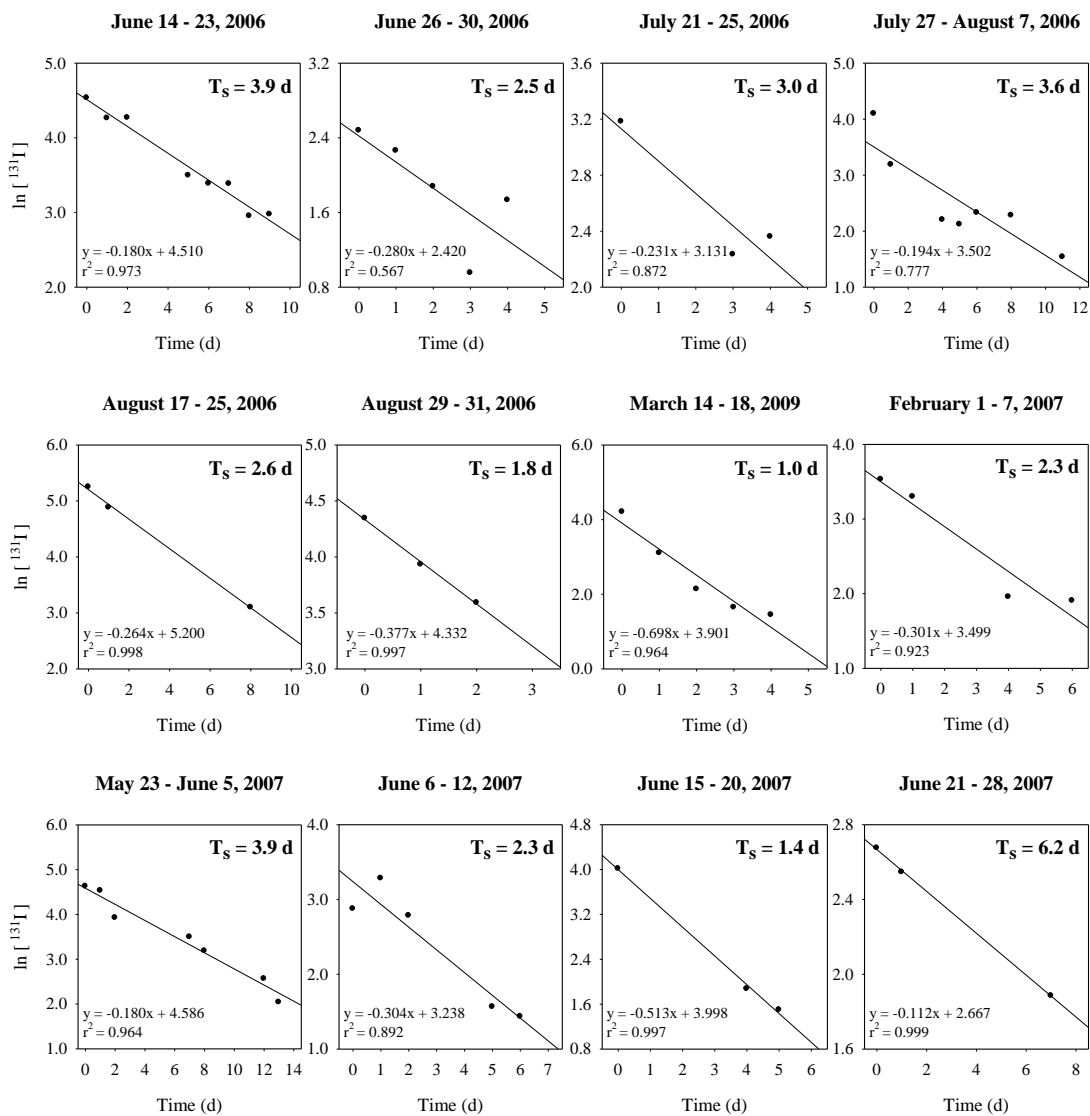 June 14 - 23, 2006
June 26 - 30, 2006
July 21 - 25, 2006
July 27 - August 7, 2006
ln [ ¹³¹I ]
5.0
4.0
3.0
2.0
Tₛ = 3.9 d
y = -0.180x + 4.510
r² = 0.973
0 2 4 6 8 10
Time (d)
3.2
2.4
1.6
0.8
Tₛ = 2.5 d
y = -0.280x + 2.420
r² = 0.567
0 1 2 3 4 5
Time (d)
3.6
3.2
2.8
2.4
2.0
Tₛ = 3.0 d
y = -0.231x + 3.131
r² = 0.872
0 1 2 3 4 5
Time (d)
5.0
4.0
3.0
2.0
1.0
Tₛ = 3.6 d
y = -0.194x + 3.502
r² = 0.777
0 2 4 6 8 10 12
Time (d)
August 17 - 25, 2006
August 29 - 31, 2006
March 14 - 18, 2009
February 1 - 7, 2007
ln [ ¹³¹I ]
6.0
5.0
4.0
3.0
2.0
Tₛ = 2.6 d
y = -0.264x + 5.200
r² = 0.998
0 2 4 6 8 10
Time (d)
5.0
4.5
4.0
3.5
3.0
Tₛ = 1.8 d
y = -0.377x + 4.332
r² = 0.997
0 1 2 3
Time (d)
6.0
4.0
2.0
0.0
Tₛ = 1.0 d
y = -0.698x + 3.901
r² = 0.964
0 1 2 3 4 5
Time (d)
4.0
3.0
2.0
1.0
Tₛ = 2.3 d
y = -0.301x + 3.499
r² = 0.923
0 1 2 3 4 5 6
Time (d)
May 23 - June 5, 2007
June 6 - 12, 2007
June 15 - 20, 2007
June 21 - 28, 2007
ln [ ¹³¹I ]
6.0
5.0
4.0
3.0
2.0
1.0
Tₛ = 3.9 d
y = -0.180x + 4.586
r² = 0.964
0 2 4 6 8 10 12 14
Time (d)
4.0
3.0
2.0
1.0
Tₛ = 2.3 d
y = -0.304x + 3.238
r² = 0.892
0 1 2 3 4 5 6 7
Time (d)
4.8
4.0
3.2
2.4
1.6
0.8
Tₛ = 1.4 d
y = -0.513x + 3.998
r² = 0.997
0 1 2 3 4 5 6
Time (d)
2.8
2.4
2.0
1.6
Tₛ = 6.2 d
y = -0.112x + 2.667
r² = 0.999
0 2 4 6 8
Time (d)